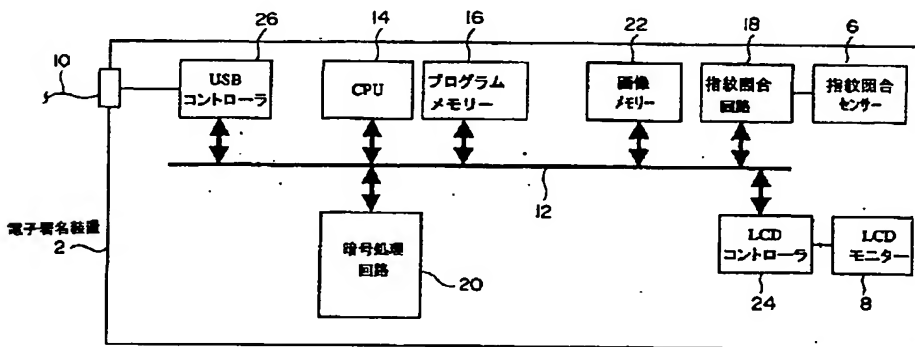 26
14
16
22
18
6
10
USB
コントローラ
CPU
プログラム
メモリー
画像
メモリー
指紋図合
回路
指紋図合
センサー
12
電子署名装置
2
暗号処理
回路
20
LCD
コントローラ
24
LCD
モニター
8